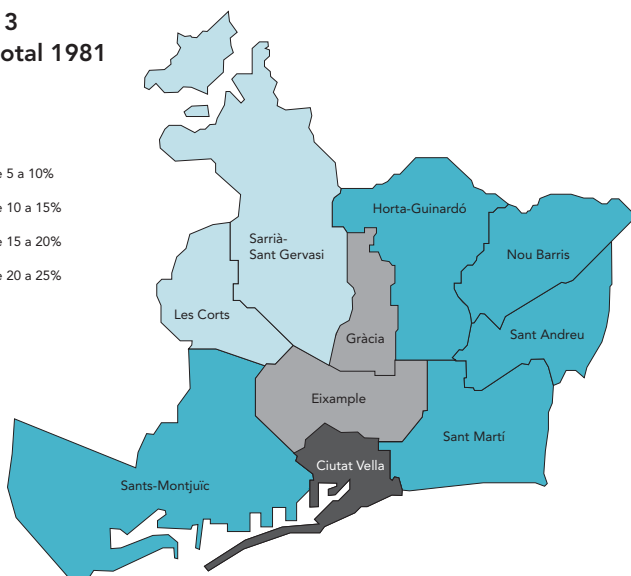 3
otal 1981
e 5 a 10%
e 10 a 15%
e 15 a 20%
e 20 a 25%
Horta-Guinardó
Sarrià-
Sant Gervasi
Nou Barris
Les Corts
Gràcia
Sant Andreu
Eixample
Sant Martí
Ciutat Vella
Sants-Montjuïc